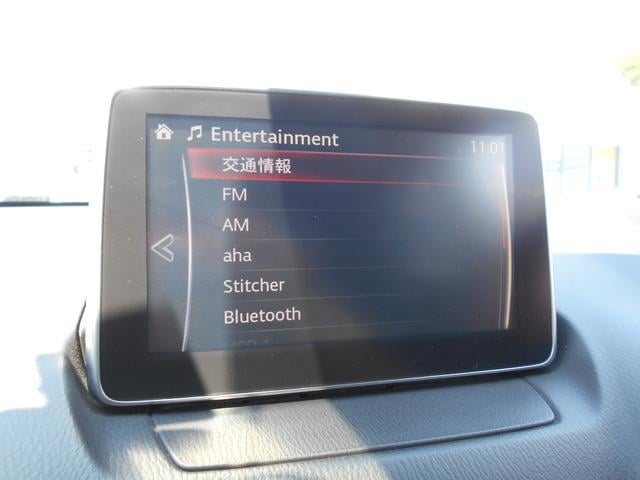 Entertainment
11:01
交通情報
FM
AM
aha
Stitcher
Bluetooth